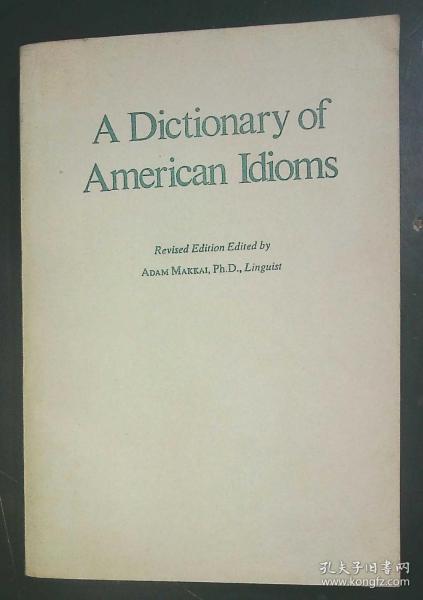 A Dictionary of
American Idioms
Revised Edition Edited by
ADAM MAKKAI, Ph.D., Linguist
孔夫子旧书网
www.kongfz.com